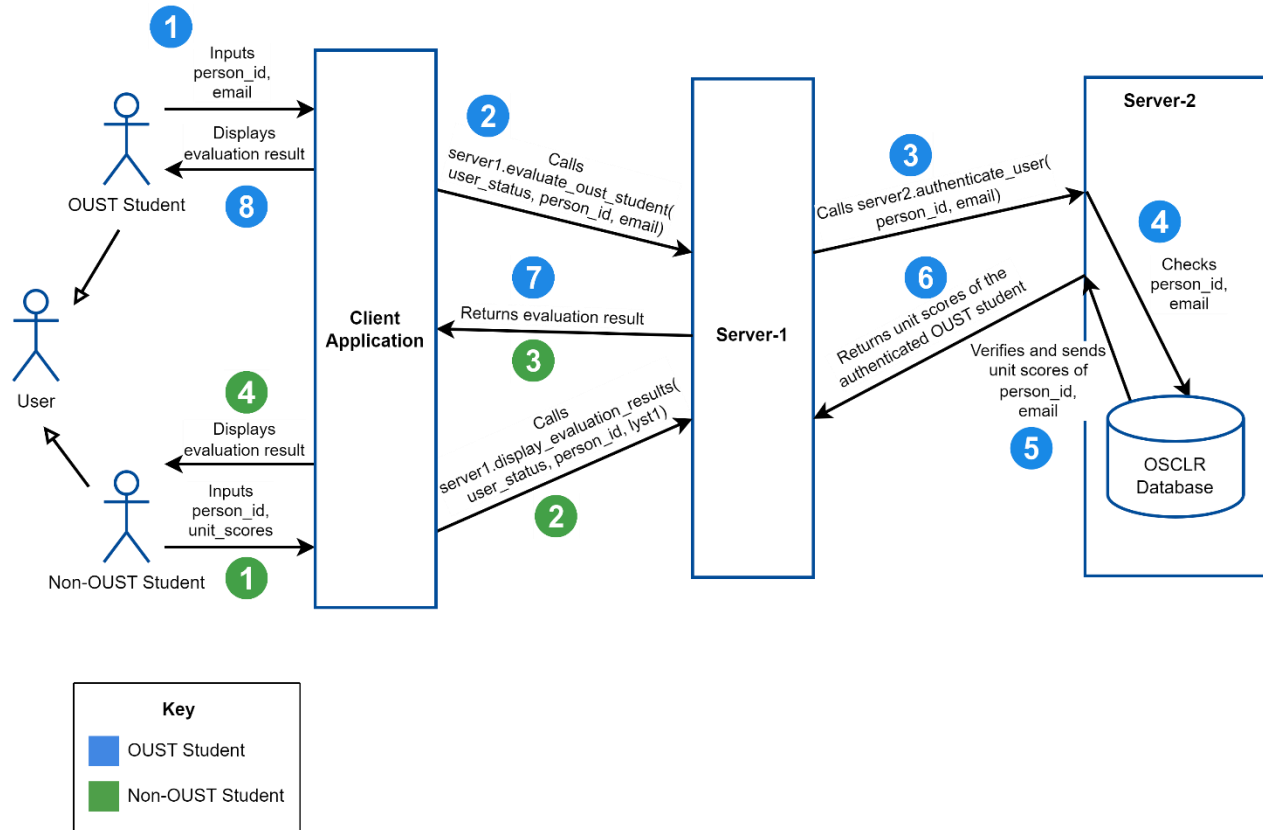 1
Inputs
person_id,
email
Displays
evaluation result
8
OUST Student
User
4
Displays
evaluation result
Inputs
person_id,
unit_scores
1
Non-OUST Student
Client
Application
2
Calls
server1.evaluate_oust_student(
user_status, person_id, email)
7
Returns evaluation result
3
Calls
server1.display_evaluation_results(
user_status, person_id, lyst1)
2
Server-1
3
Calls server2.authenticate_user(
person_id, email)
6
Returns unit scores of the
authenticated OUST student
Server-2
4
Checks
person_id,
email
Verifies and sends
unit scores of
person_id,
email
5
OSCLR
Database
Key
OUST Student
Non-OUST Student